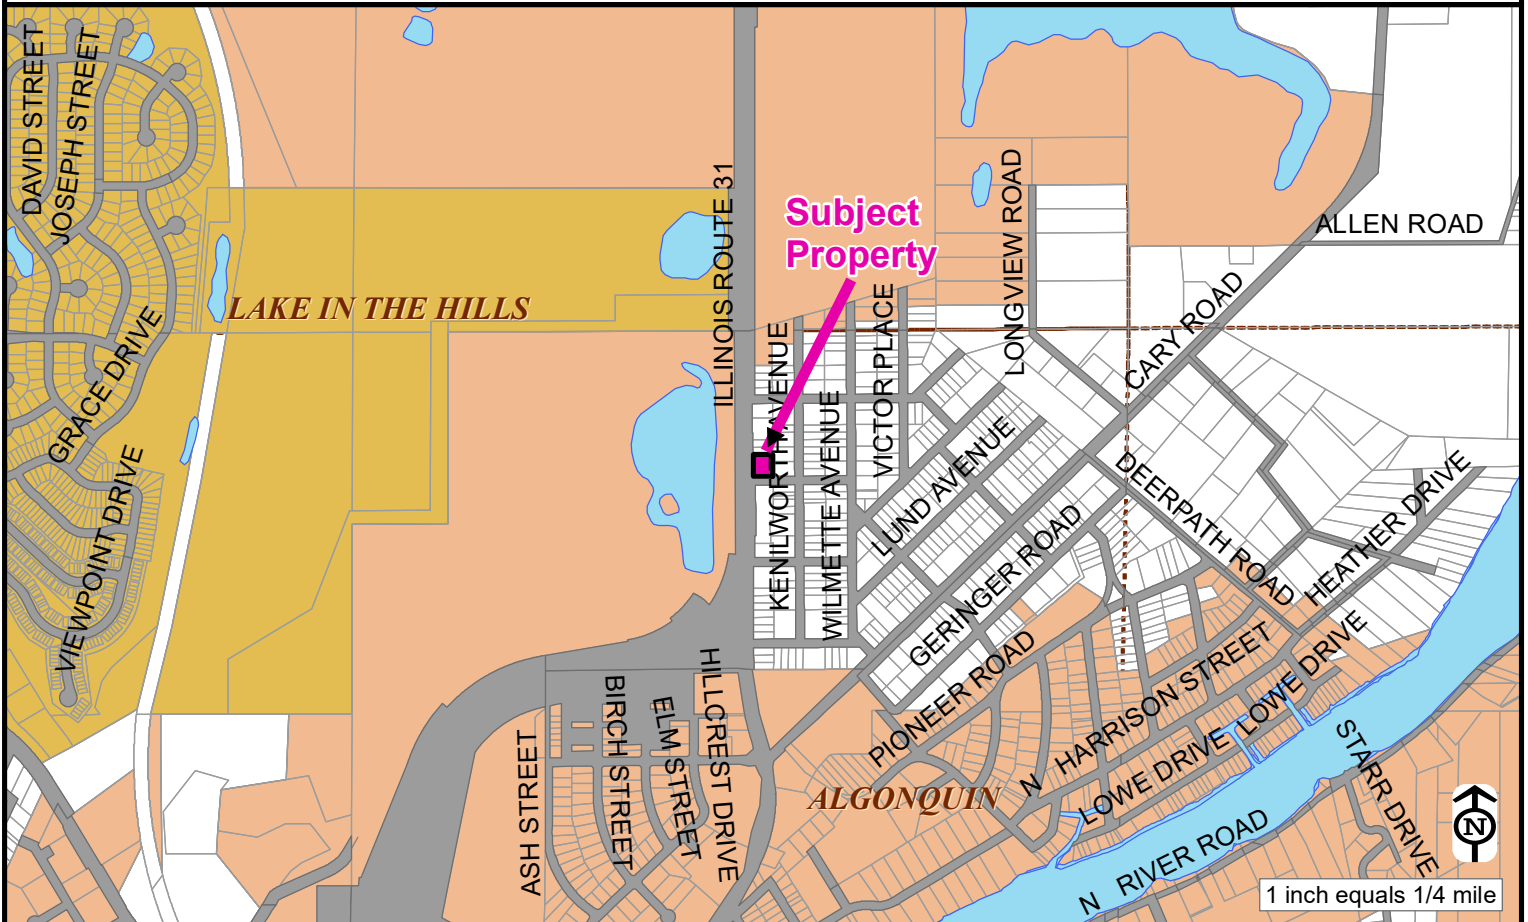 DAVID STREET
JOSEPH STREET
ILLINOIS ROUTE 31
Subject
Property
LONGVIEW ROAD
ALLEN ROAD
LAKE IN THE HILLS
GRACE DRIVE
KENILWORTH AVENUE
WILMETTE AVENUE
VICTOR PLACE
CARY ROAD
LUND AVENUE
DEERPATH ROAD
HEATHER DRIVE
VIEWPOINT DRIVE
GERINGER ROAD
PIONEER ROAD
N HARRISON STREET
LOWE DRIVE
LOWE DRIVE
HILLCREST DRIVE
BIRCH STREET
ELM STREET
ASH STREET
ALGONQUIN
STARR DRIVE
N RIVER ROAD
N
1 inch equals 1/4 mile